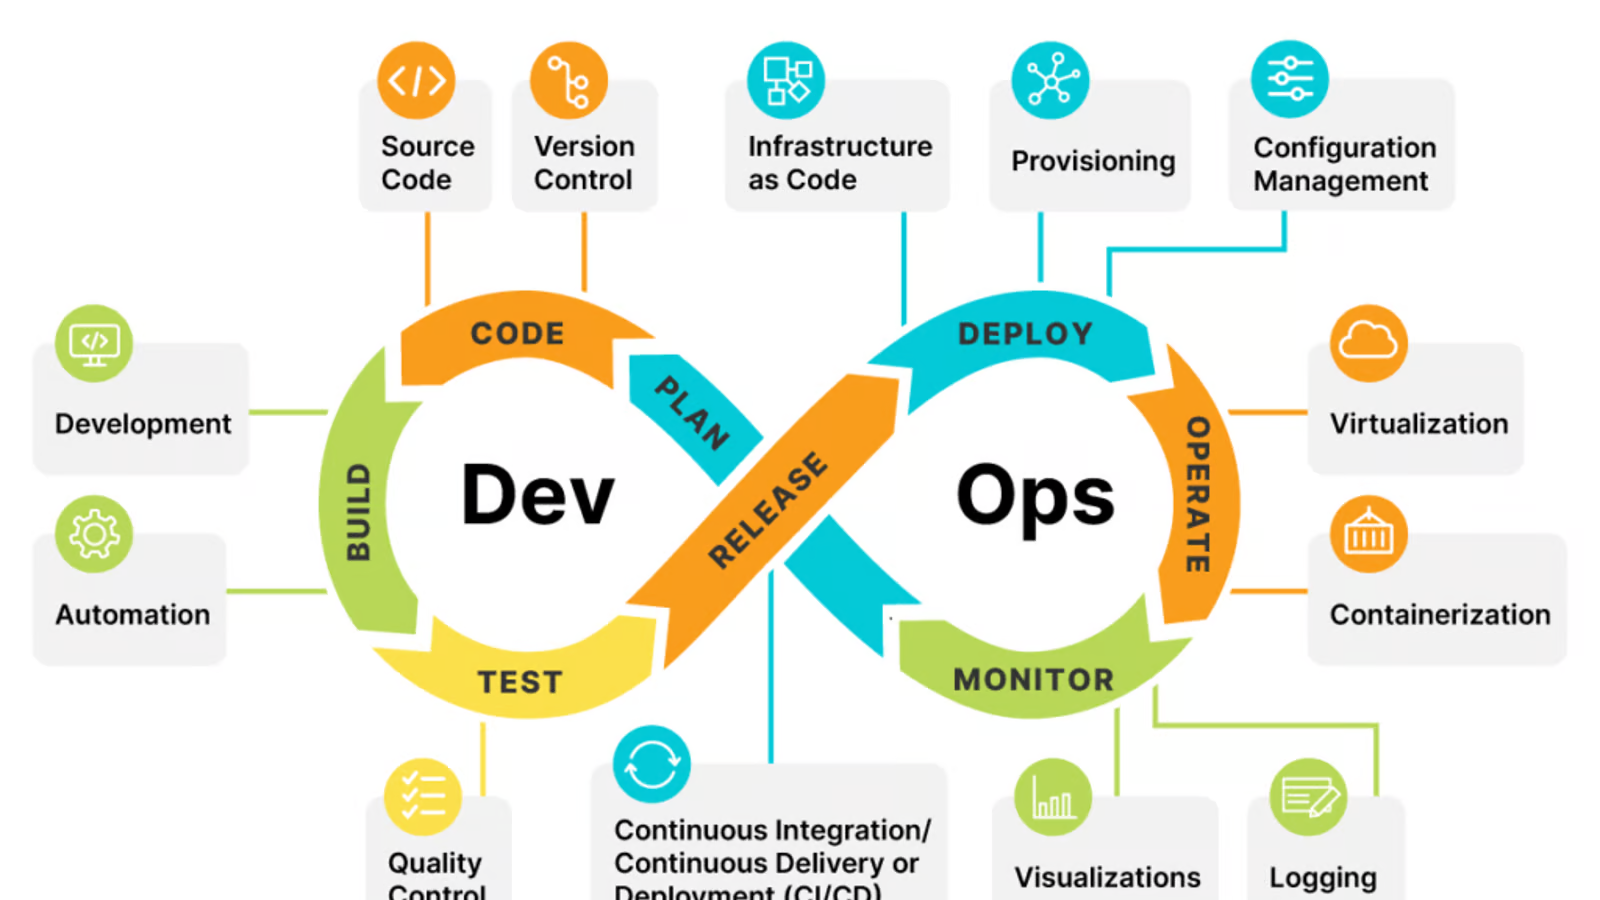 Source
Code
Version
Control
Infrastructure
as Code
Provisioning
Configuration
Management
CODE
DEPLOY
PLAN
Development
Virtualization
BUILD
Dev
RELEASE
Ops
OPERATE
Automation
Containerization
TEST
MONITOR
Quality
Control
Continuous Integration/
Continuous Delivery or
Deployment (CI/CD)
Visualizations
Logging